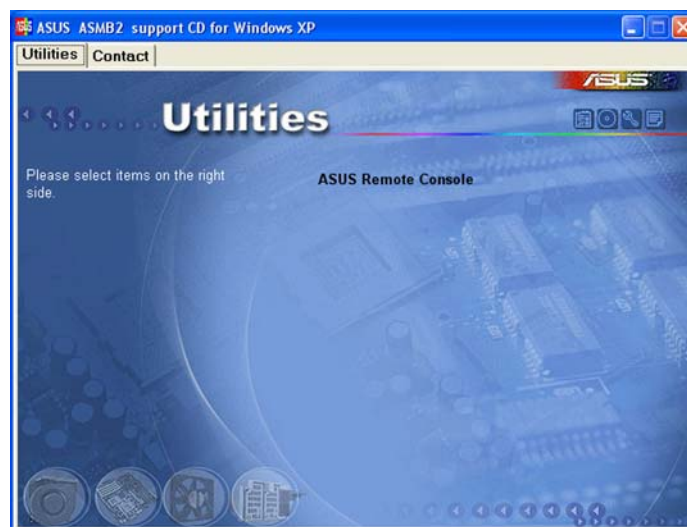 ASUS ASMB2 support CD for Windows XP
Utilities
Contact
ASUS
Utilities
Please select items on the right
side.
ASUS Remote Console